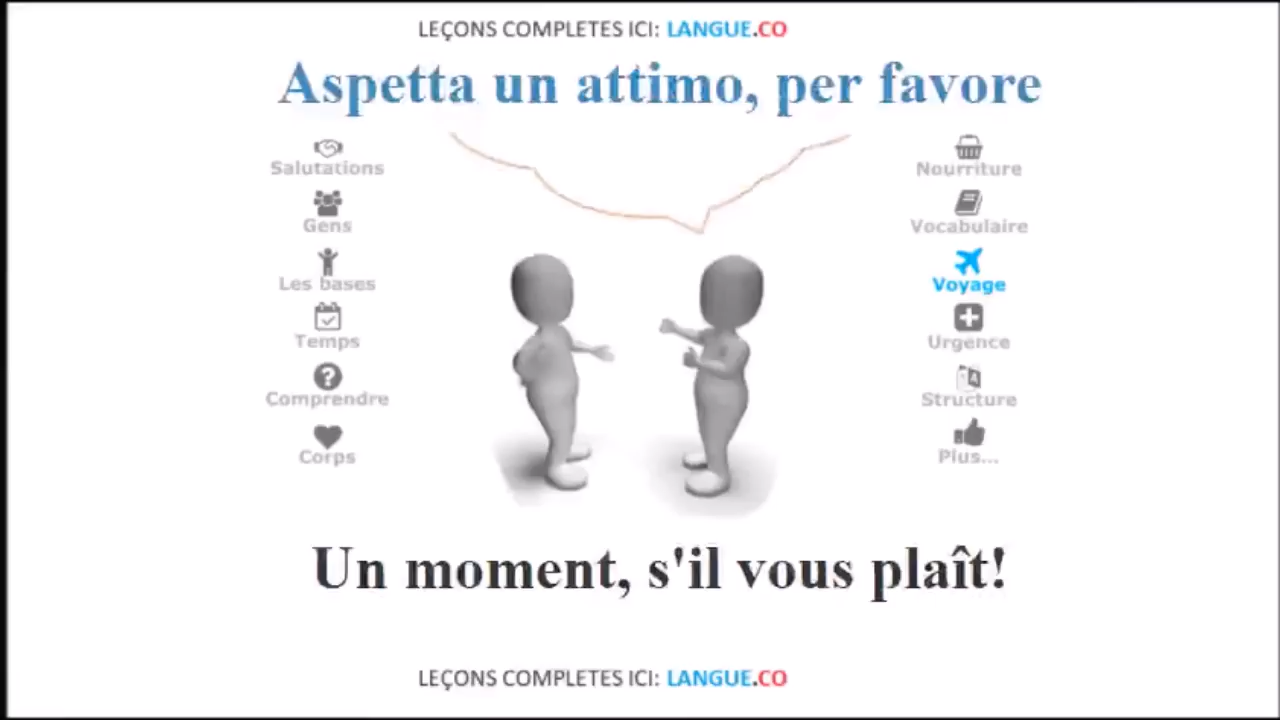 LEÇONS COMPLETES ICI: LANGUE.CO
Aspetta un attimo, per favore
Salutations
Gens
Les bases
Temps
Comprendre
Corps
Nourriture
Vocabulaire
Voyage
Urgence
Structure
Plus...
Un moment, s'il vous plaît!
LEÇONS COMPLETES ICI: LANGUE.CO